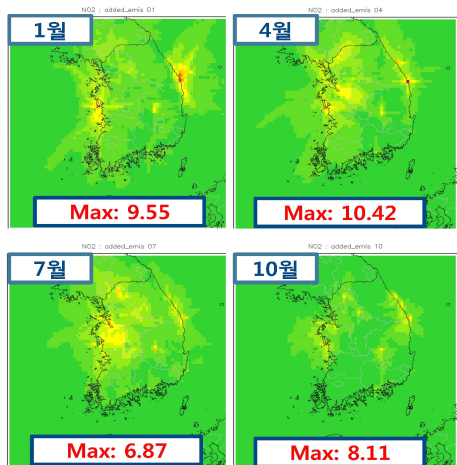 NO2 : added_emis 01
1월
Max: 9.55
NO2 : added_emis 04
4월
Max: 10.42
NO2 : added_emis 07
7월
Max: 6.87
NO2 : added_emis 10
10월
Max: 8.11